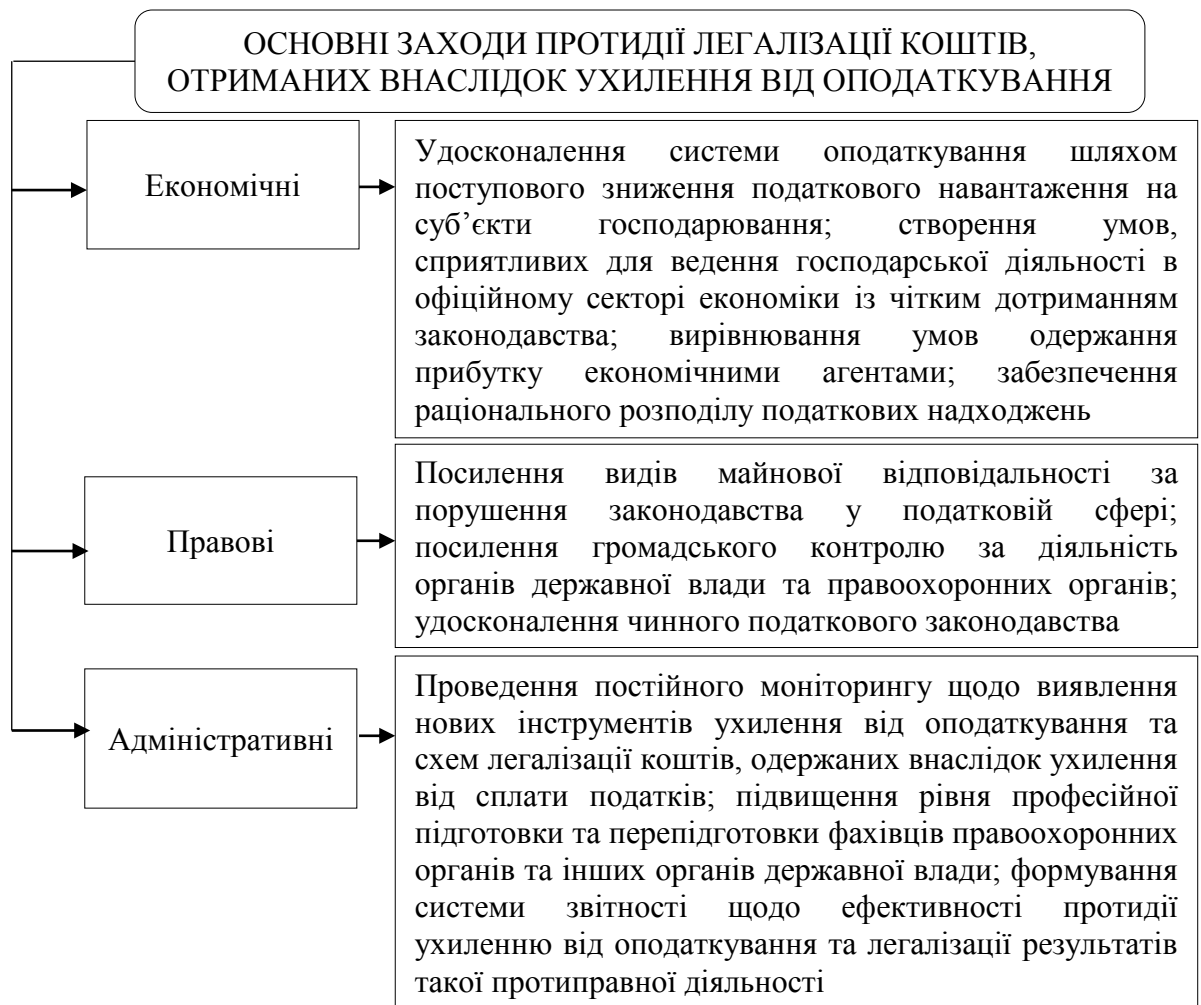 ОСНОВНІ ЗАХОДИ ПРОТИДІЇ ЛЕГАЛІЗАЦІЇ КОШТІВ,
ОТРИМАНИХ ВНАСЛІДОК УХИЛЕННЯ ВІД ОПОДАТКУВАННЯ
Економічні
Удосконалення системи оподаткування шляхом
поступового зниження податкового навантаження на
суб’єкти господарювання; створення умов,
сприятливих для ведення господарської діяльності в
офіційному секторі економіки із чітким дотриманням
законодавства; вирівнювання умов одержання
прибутку економічними агентами; забезпечення
раціонального розподілу податкових надходжень
Правові
Посилення видів майнової відповідальності за
порушення законодавства у податковій сфері;
посилення громадського контролю за діяльність
органів державної влади та правоохоронних органів;
удосконалення чинного податкового законодавства
Адміністративні
Проведення постійного моніторингу щодо виявлення
нових інструментів ухилення від оподаткування та
схем легалізації коштів, одержаних внаслідок ухилення
від сплати податків; підвищення рівня професійної
підготовки та перепідготовки фахівців правоохоронних
органів та інших органів державної влади; формування
системи звітності щодо ефективності протидії
ухиленню від оподаткування та легалізації результатів
такої протиправної діяльності